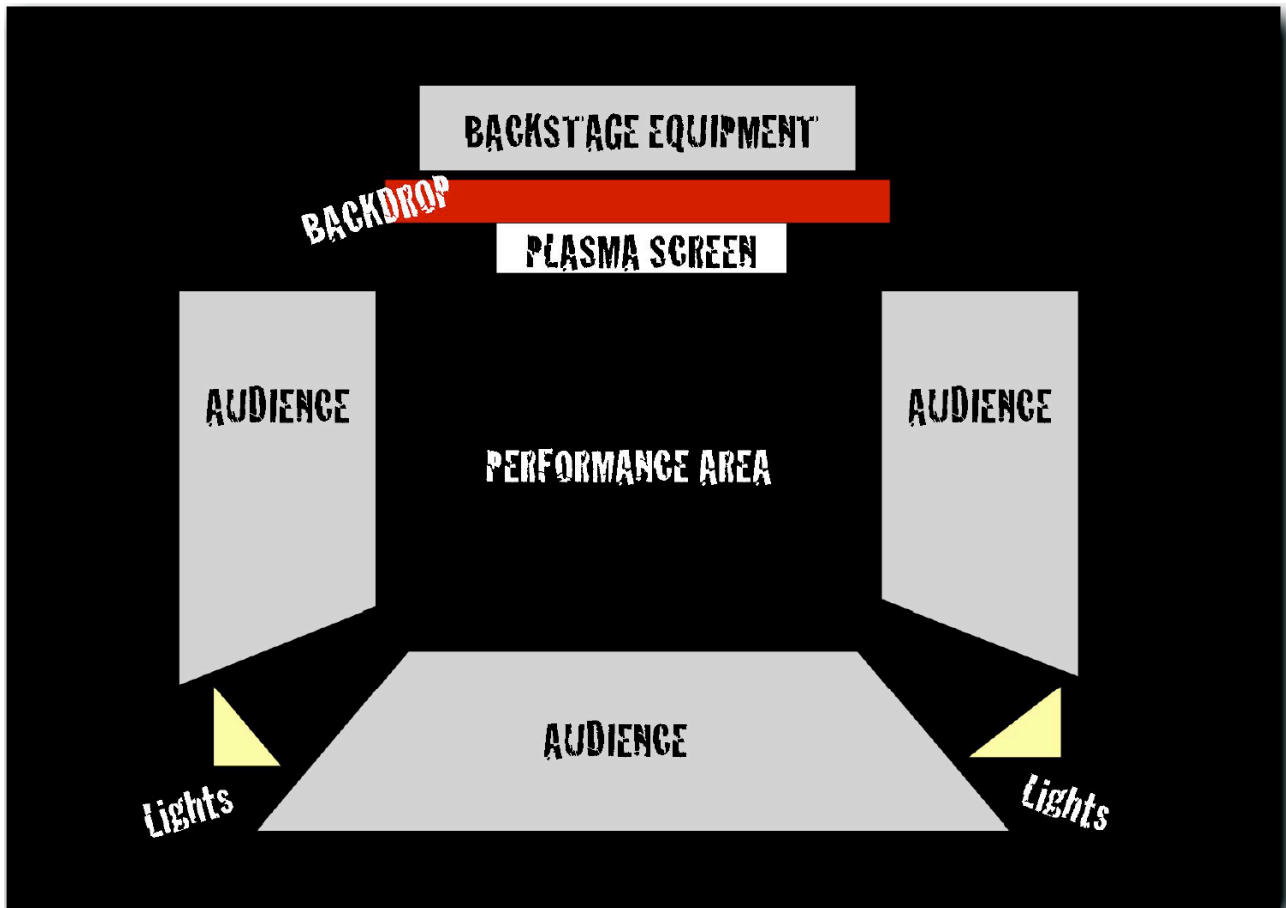 BACKSTAGE EQUIPMENT
BACKDROP
PLASMA SCREEN
AUDIENCE
AUDIENCE
PERFORMANCE AREA
AUDIENCE
Lights
Lights